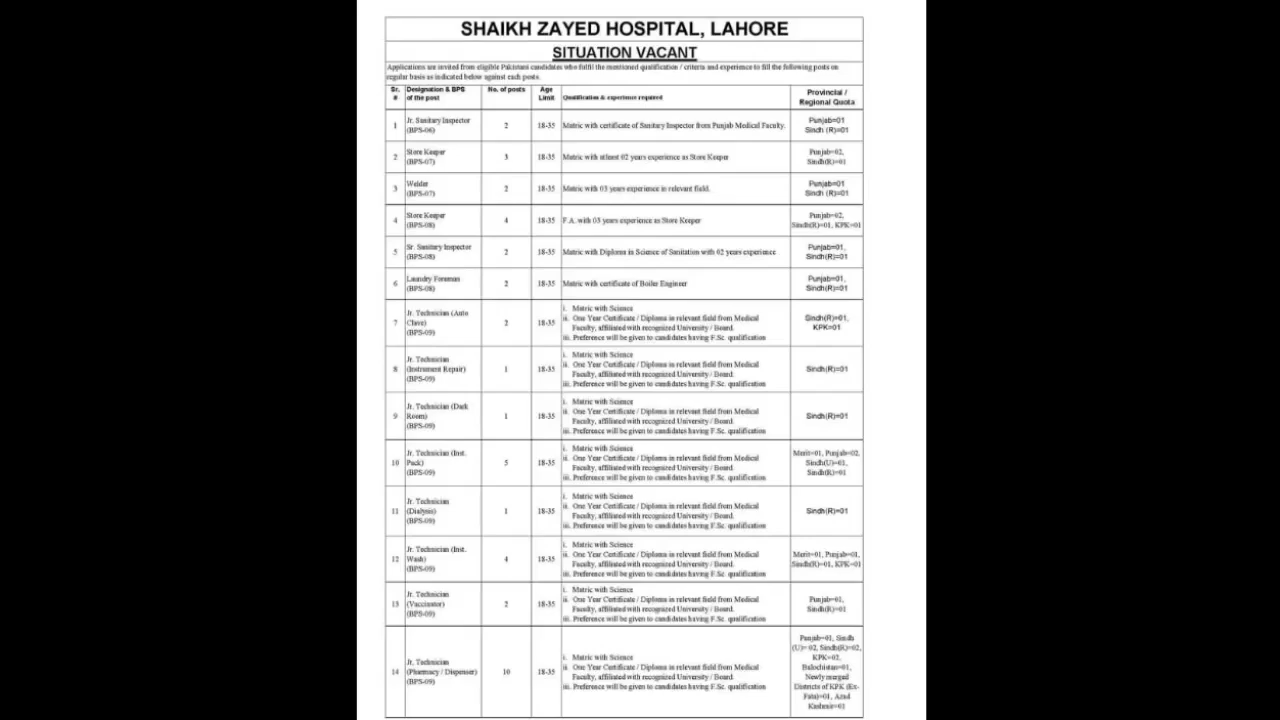 SHAIKH ZAYED HOSPITAL, LAHORE
SITUATION VACANT
Applications are invited from eligible Pakistani candidates who fulfil the mentioned qualification / criteria and experience to fill the following posts on
regular basis as indicated below against each posts.
Sr. # Designation & BPS of the post No. of posts Age Limit Qualification & experience required Provincial / Regional Quota
1 Jr. Sanitary Inspector (BPS-06) 2 18-35 Matric with certificate of Sanitary Inspector from Punjab Medical Faculty. Punjab=01 Sindh (R)=01
2 Store Keeper (BPS-07) 3 18-35 Matric with atleast 02 years experience as Store Keeper Punjab=02, Sindh(R)=01
3 Welder (BPS-07) 2 18-35 Matric with 03 years experience in relevant field. Punjab=01 Sindh (R)=01
4 Store Keeper (BPS-08) 4 18-35 F.A. with 03 years experience as Store Keeper Punjab=02, Sindh(R)=01, KPK=01
5 Sr. Sanitary Inspector (BPS-08) 2 18-35 Matric with Diploma in Science of Sanitation with 02 years experience Punjab=01, Sindh(R)=01
6 Laundry Foreman (BPS-08) 2 18-35 Matric with certificate of Boiler Engineer Punjab=01, Sindh(R)=01
7 Jr. Technician (Auto Clave) (BPS-09) 2 18-35 i. Matric with Science
ii. One Year Certificate / Diploma in relevant field from Medical
Faculty, affiliated with recognized University / Board.
iii. Preference will be given to candidates having F.Sc. qualification Sindh(R)=01, KPK=01
8 Jr. Technician (Instrument Repair) (BPS-09) 1 18-35 i. Matric with Science
ii. One Year Certificate / Diploma in relevant field from Medical
Faculty, affiliated with recognized University / Board.
iii. Preference will be given to candidates having F.Sc. qualification Sindh(R)=01
9 Jr. Technician (Dark Room) (BPS-09) 1 18-35 i. Matric with Science
ii. One Year Certificate / Diploma in relevant field from Medical
Faculty, affiliated with recognized University / Board.
iii. Preference will be given to candidates having F.Sc. qualification Sindh(R)=01
10 Jr. Technician (Inst. Pack) (BPS-09) 5 18-35 i. Matric with Science
ii. One Year Certificate / Diploma in relevant field from Medical
Faculty, affiliated with recognized University / Board.
iii. Preference will be given to candidates having F.Sc. qualification Merit=01, Punjab=02, Sindh(U)=01, Sindh(R)=01
11 Jr. Technician (Dialysis) (BPS-09) 1 18-35 i. Matric with Science
ii. One Year Certificate / Diploma in relevant field from Medical
Faculty, affiliated with recognized University / Board.
iii. Preference will be given to candidates having F.Sc. qualification Sindh(R)=01
12 Jr. Technician (Inst. Wash) (BPS-09) 4 18-35 i. Matric with Science
ii. One Year Certificate / Diploma in relevant field from Medical
Faculty, affiliated with recognized University / Board.
iii. Preference will be given to candidates having F.Sc. qualification Merit=01, Punjab=01, Sindh(R)=01, KPK=01
13 Jr. Technician (Vaccinator) (BPS-09) 2 18-35 i. Matric with Science
ii. One Year Certificate / Diploma in relevant field from Medical
Faculty, affiliated with recognized University / Board.
iii. Preference will be given to candidates having F.Sc. qualification Punjab=01, Sindh(R)=01
14 Jr. Technician (Pharmacy / Dispenser) (BPS-09) 10 18-35 i. Matric with Science
ii. One Year Certificate / Diploma in relevant field from Medical
Faculty, affiliated with recognized University / Board.
iii. Preference will be given to candidates having F.Sc. qualification Punjab=01, Sindh (U)= 02, Sindh(R)=02, KPK=02, Balochistan=01, Newly merged Districts of KPK (Ex-Fata)=01, Azad Kashmir=01